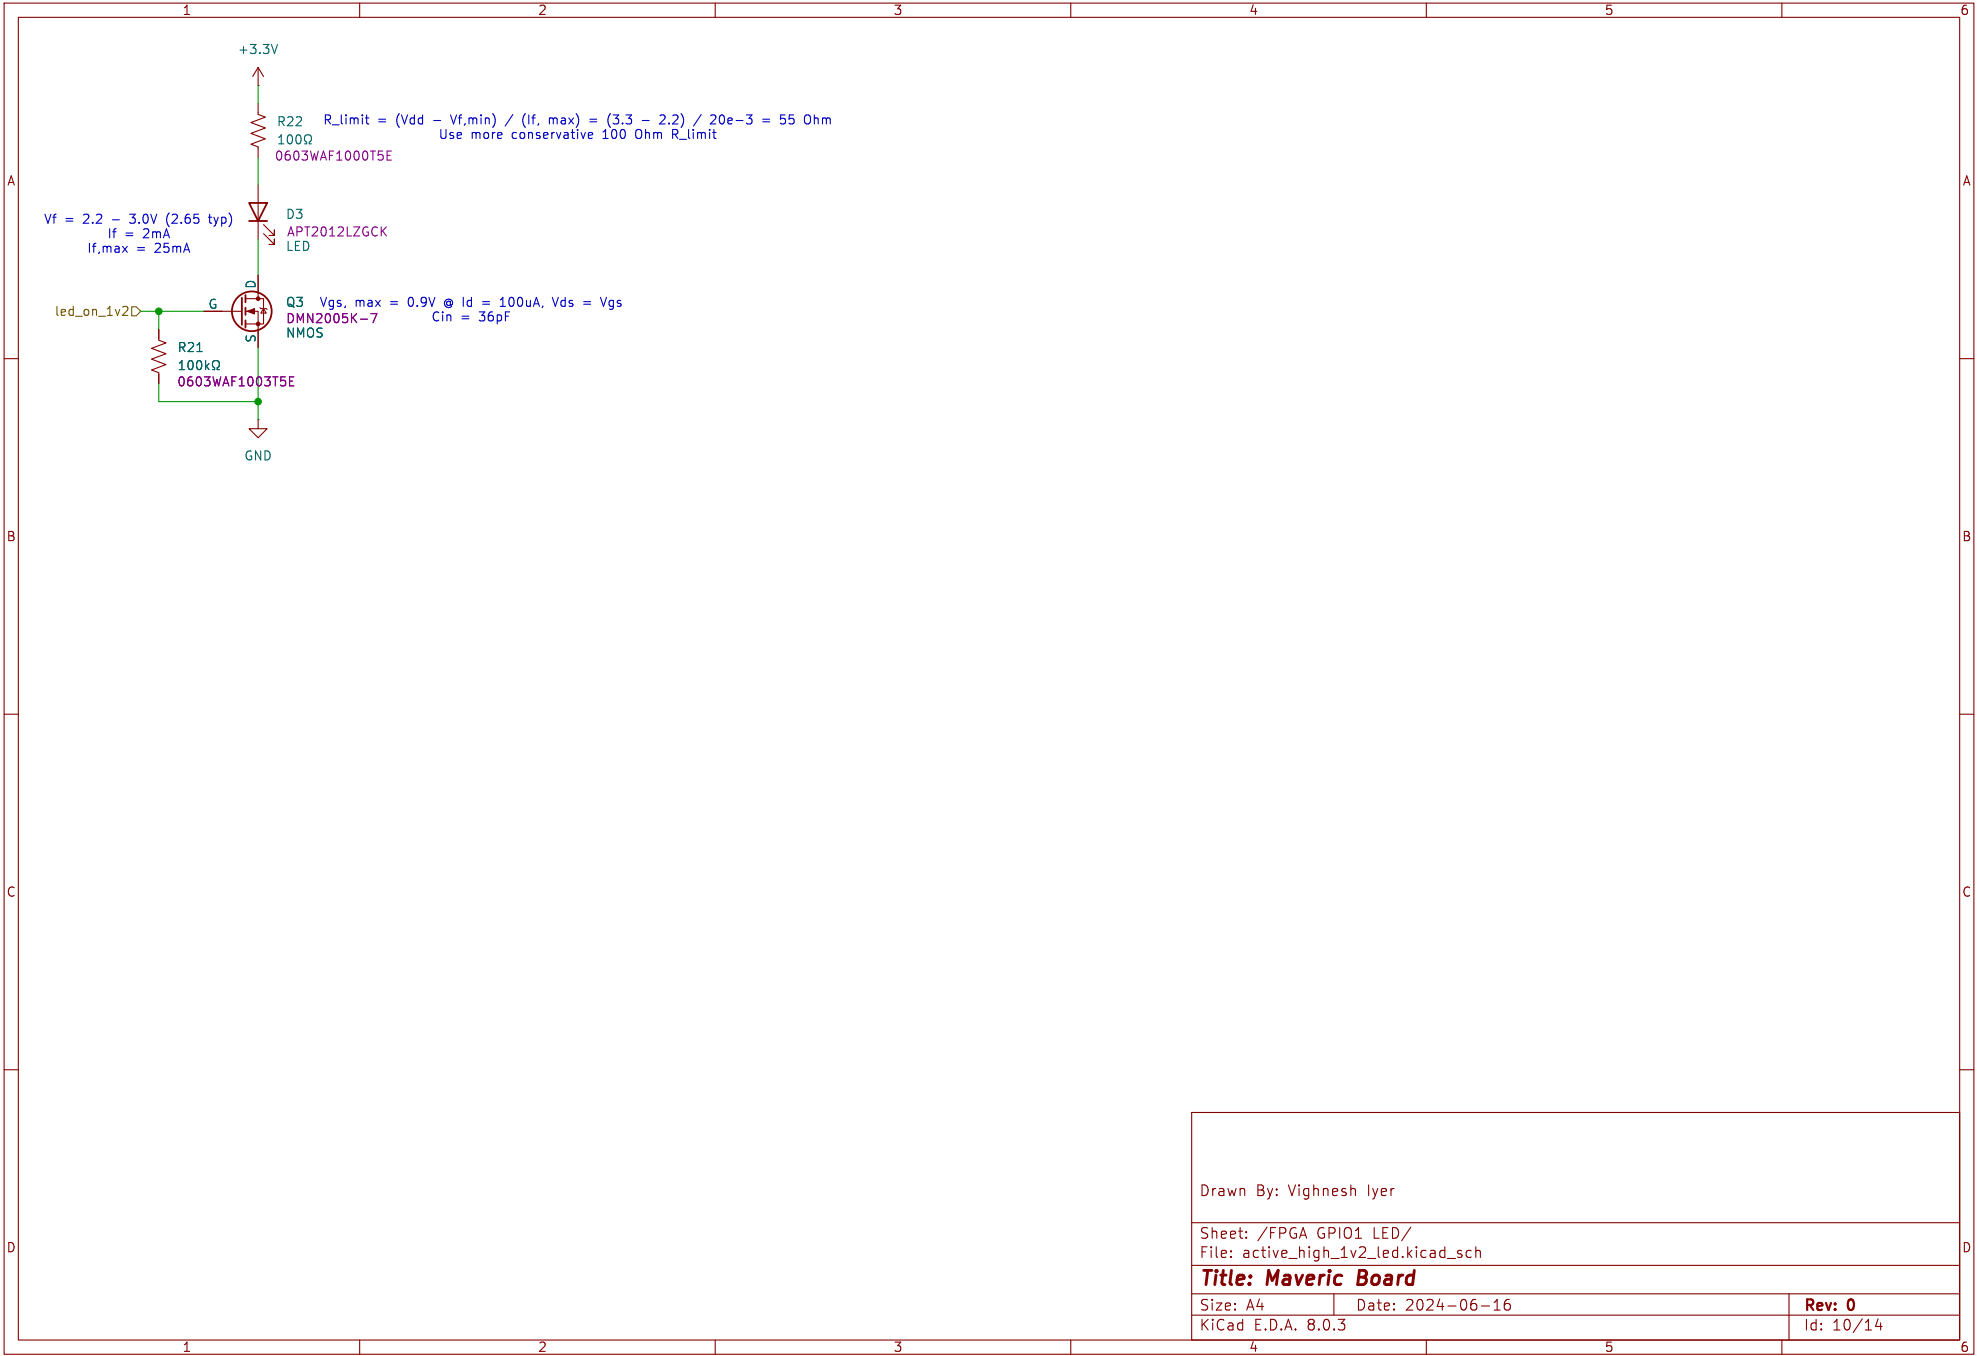 1 2 3 4 5 6
+3.3V
R22
100Ω
0603WAF1000T5E
R_limit = (Vdd - Vf,min) / (If, max) = (3.3 - 2.2) / 20e-3 = 55 Ohm
Use more conservative 100 Ohm R_limit
A A
Vf = 2.2 - 3.0V (2.65 typ)
If = 2mA
If,max = 25mA
D3
APT2012LZGCK
LED
led_on_1v2
G
D
S
Q3
DMN2005K-7
NMOS
Vgs, max = 0.9V @ Id = 100uA, Vds = Vgs
Cin = 36pF
R21
100kΩ
0603WAF1003T5E
GND
B B
C C
D D
Drawn By: Vighnesh Iyer
Sheet: /FPGA GPIO1 LED/
File: active_high_1v2_led.kicad_sch
Title: Maveric Board
Size: A4 Date: 2024-06-16 Rev: 0
KiCad E.D.A. 8.0.3 Id: 10/14
1 2 3 4 5 6